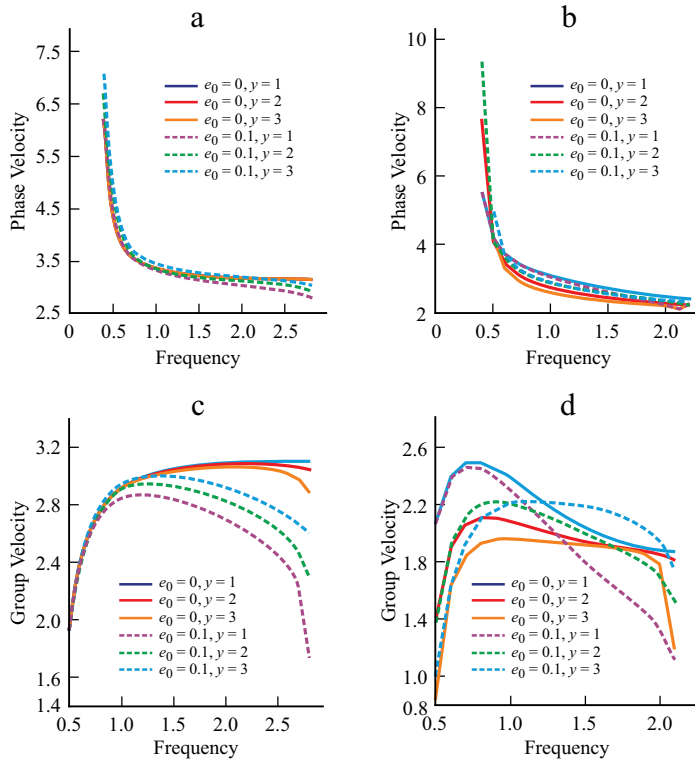 a
7.5
6.5
5.5
4.5
3.5
2.5
0
0.5
1.0
1.5
2.0
2.5
Phase Velocity
Frequency
e0 = 0, y = 1
e0 = 0, y = 2
e0 = 0, y = 3
e0 = 0.1, y = 1
e0 = 0.1, y = 2
e0 = 0.1, y = 3
b
10
8
6
4
2
0
0.5
1.0
1.5
2.0
Phase Velocity
Frequency
e0 = 0, y = 1
e0 = 0, y = 2
e0 = 0, y = 3
e0 = 0.1, y = 1
e0 = 0.1, y = 2
e0 = 0.1, y = 3
c
3.2
2.8
2.4
2.0
1.6
1.4
0.5
1.0
1.5
2.0
2.5
Group Velocity
Frequency
e0 = 0, y = 1
e0 = 0, y = 2
e0 = 0, y = 3
e0 = 0.1, y = 1
e0 = 0.1, y = 2
e0 = 0.1, y = 3
d
2.6
2.2
1.8
1.4
1.0
0.8
0.5
1.0
1.5
2.0
Group Velocity
Frequency
e0 = 0, y = 1
e0 = 0, y = 2
e0 = 0, y = 3
e0 = 0.1, y = 1
e0 = 0.1, y = 2
e0 = 0.1, y = 3